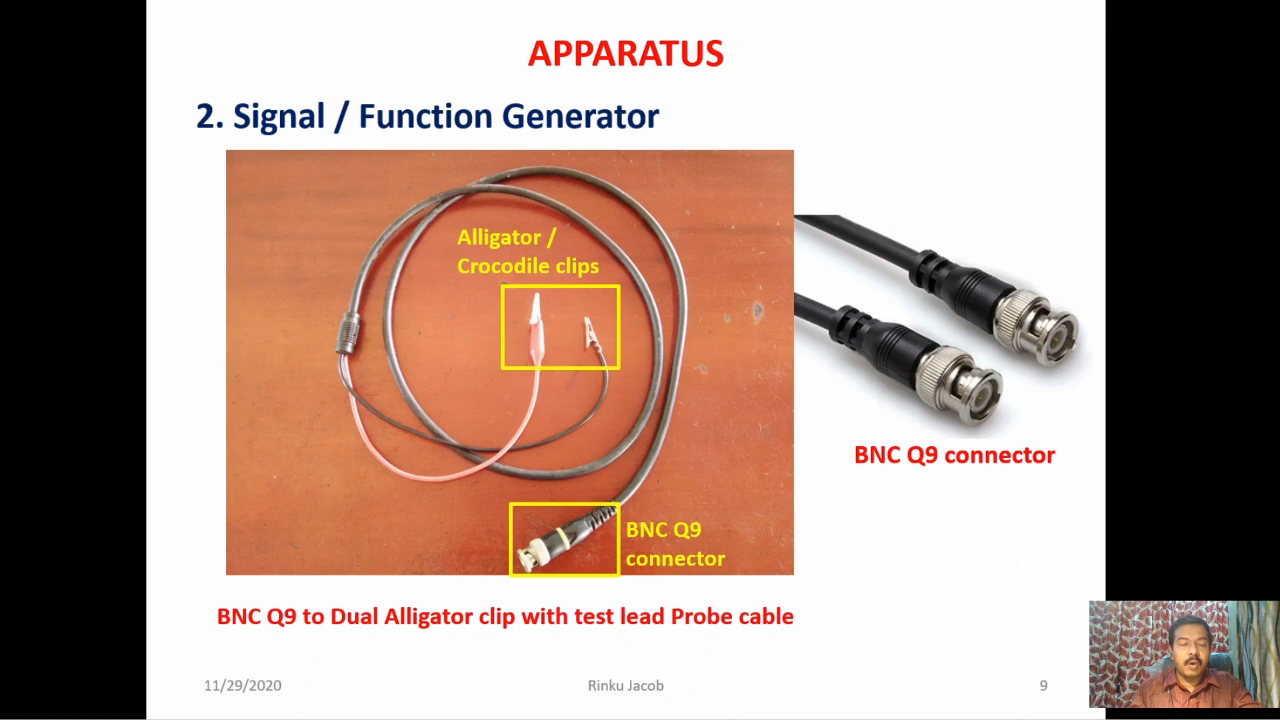 APPARATUS
2. Signal / Function Generator
Alligator /
Crocodile clips
BNC Q9 connector
BNC Q9
connector
BNC Q9 to Dual Alligator clip with test lead Probe cable
11/29/2020
Rinku Jacob
9